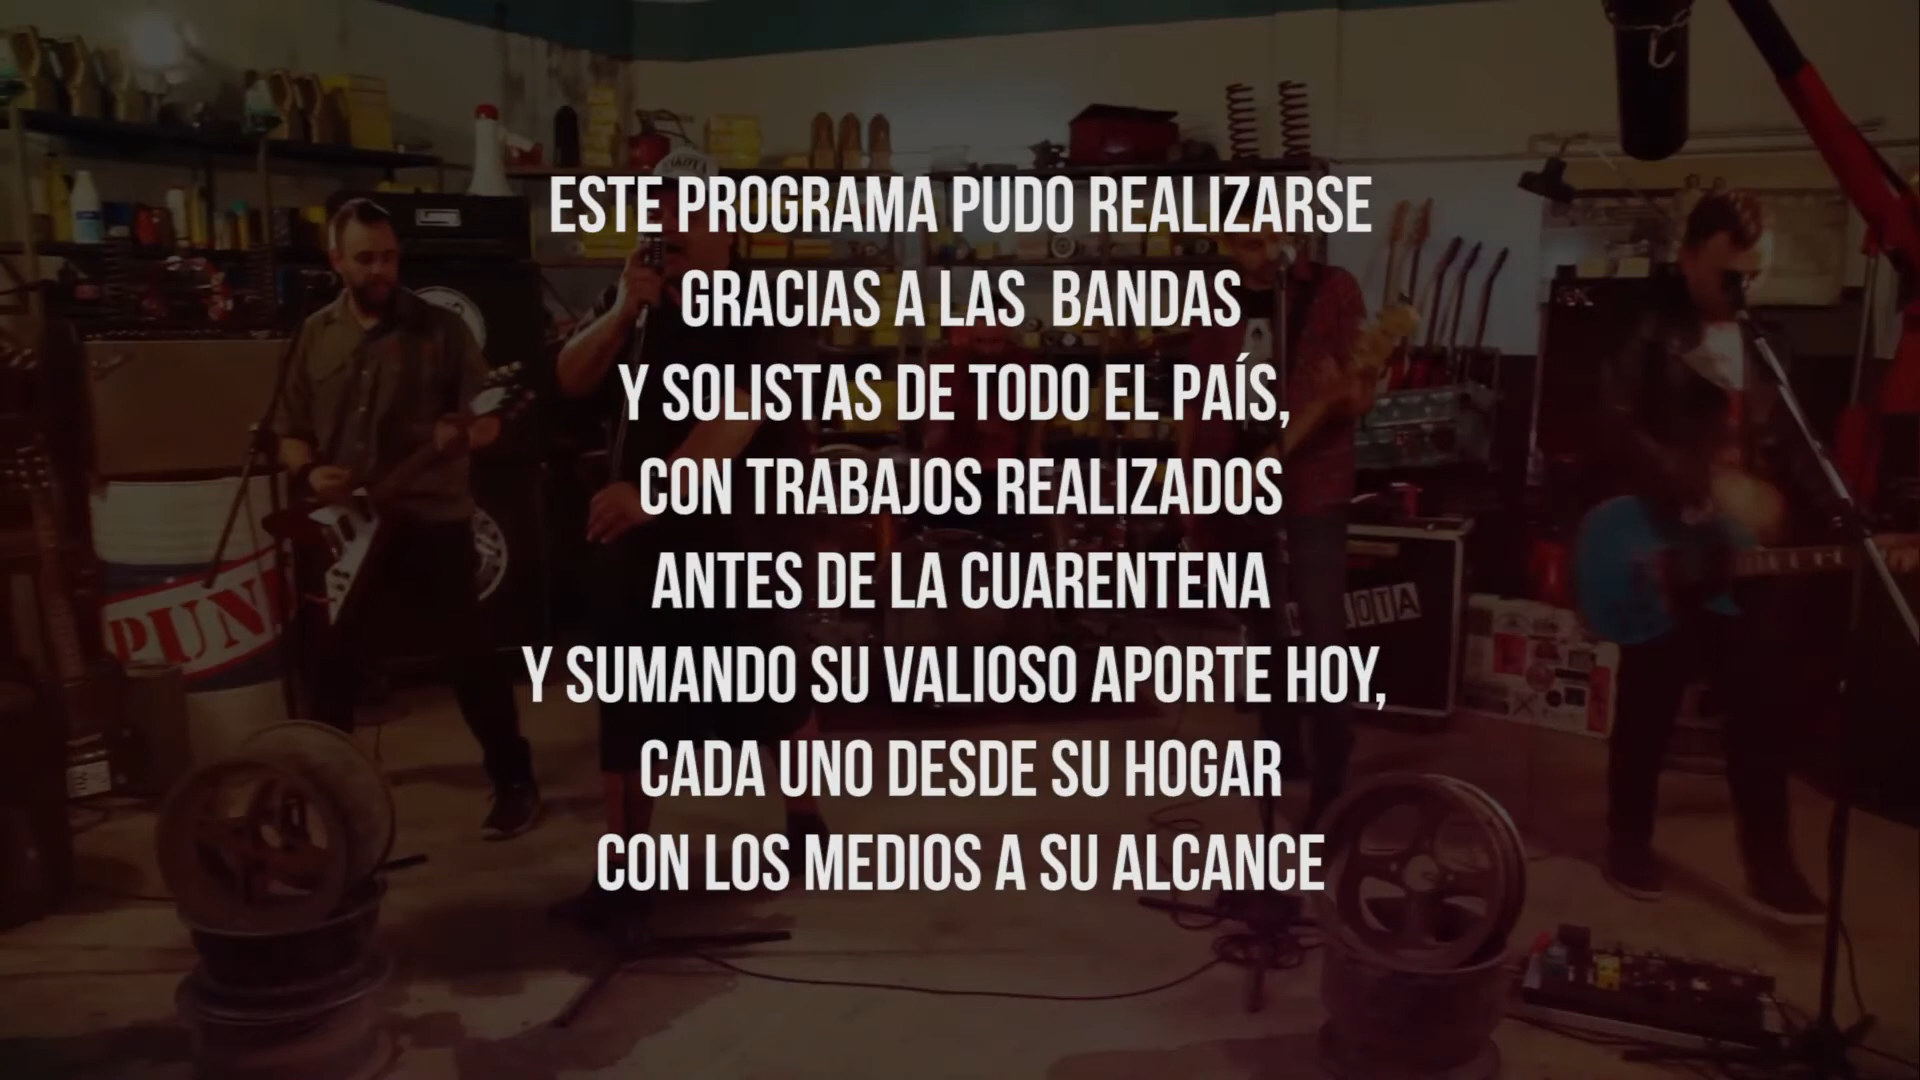 ESTE PROGRAMA PUDO REALIZARSE
GRACIAS A LAS BANDAS
Y SOLISTAS DE TODO EL PAÍS,
CON TRABAJOS REALIZADOS
ANTES DE LA CUARENTENA
Y SUMANDO SU VALIOSO APORTE HOY,
CADA UNO DESDE SU HOGAR
CON LOS MEDIOS A SU ALCANCE
PUN